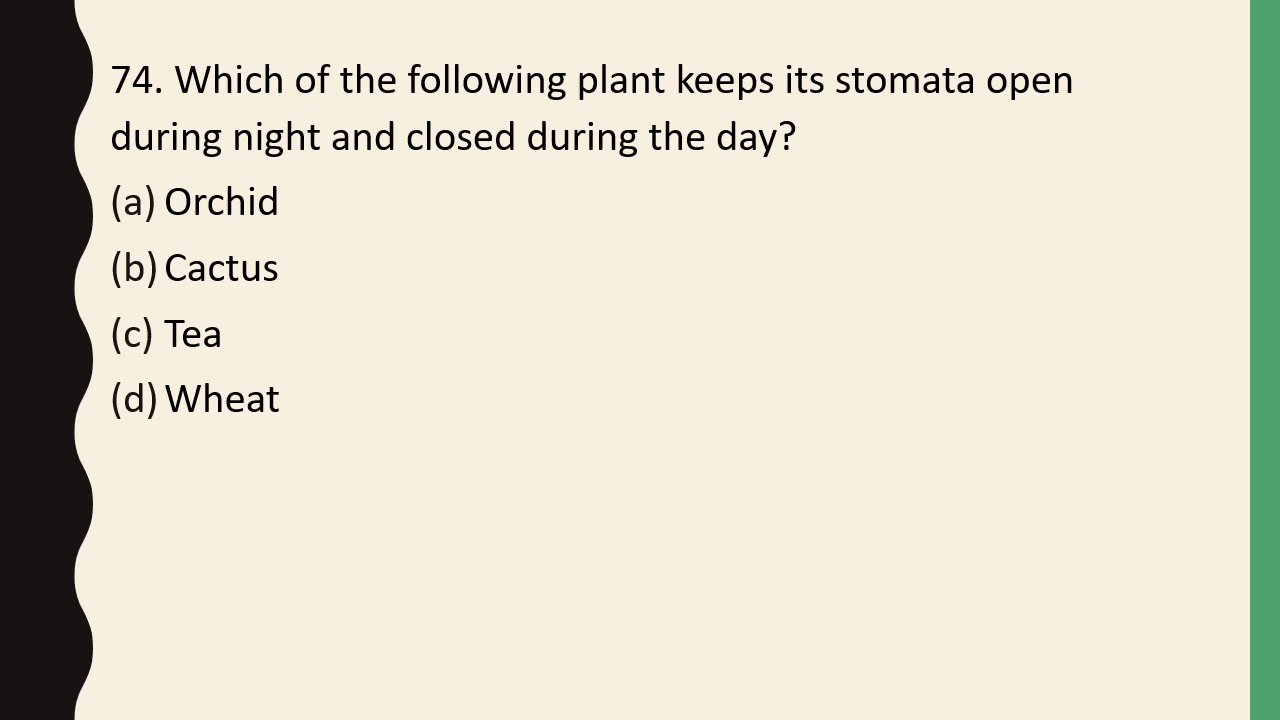 74. Which of the following plant keeps its stomata open
during night and closed during the day?
(a) Orchid
(b) Cactus
(c) Tea
(d) Wheat